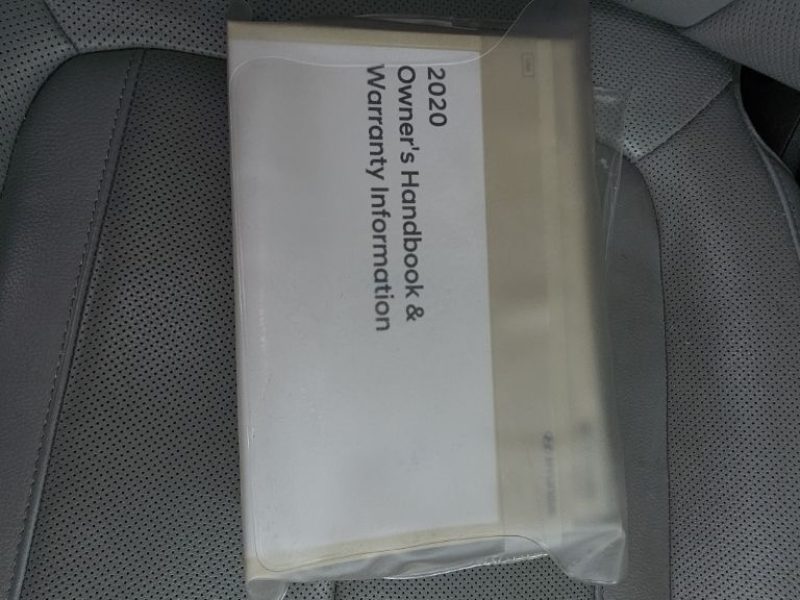 2020
Owner's Handbook &
Warranty Information